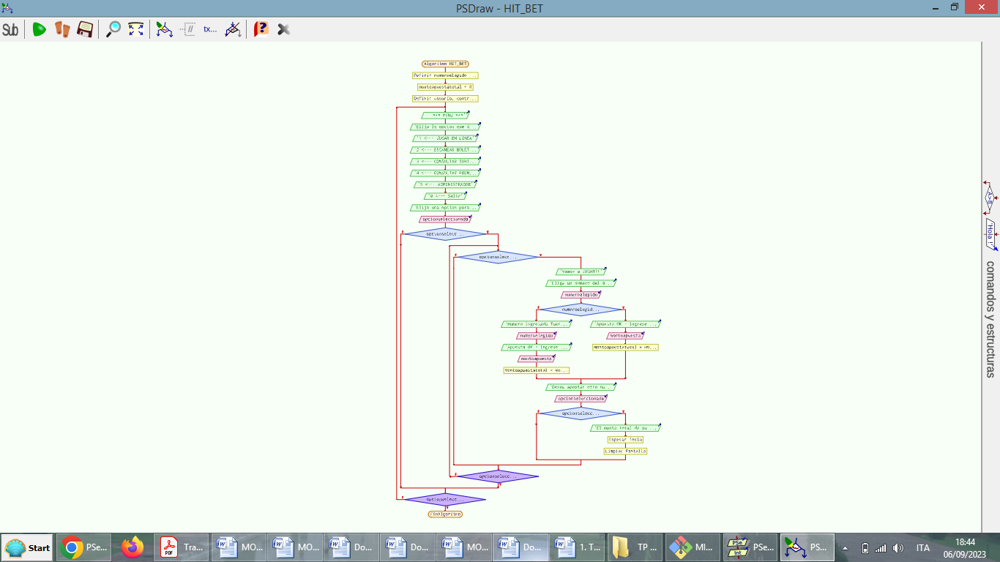 PSDraw - HIT_BET
Sub
tx...
Algoritmo HIT_BET
Definir numeroelegido ...
montoapuestatotal ← 0
Definir usuario, contr...
'*** MENU ***'
'Elija la opcion que d...
'1 <--- JUGAR EN LINEA'
'2 <--- ESCANEAR BOLET...
'3 <--- CONSULTAR SORT...
'4 <--- CONSULTAR PREM...
'5 <--- ADMINISTRADOR'
'0 <--- Salir'
'Elija una opcion para...
opcionseleccionada
F opcionselect... V
F opcionselect... V
'Vamos a JUGAR!!!'
'Elija un numero del 0...
numeroelegido
F numeroelegid... V
'Numero ingresado fuer...
'Apuesta OK - Ingrese ...
numeroelegido
montoapuesta
'Apuesta OK - Ingrese ...
montoapuestatotal ← mo...
montoapuesta
montoapuestatotal ← mo...
'Desea apostar otro nu...
opcionseleccionada
F opcionselecc... V
'El monto total de su ...
Esperar Tecla
Limpiar Pantalla
F opcionselecc...
V
F opcionselect...
V
FinAlgoritmo
A>B
'Hola !'
comandos y estructuras
Start
PSe...
Tra...
MO...
MO...
Do...
Do...
MO...
Do...
1. T...
TP ...
MI...
PSe...
PS...
ITA
18:44
06/09/2023